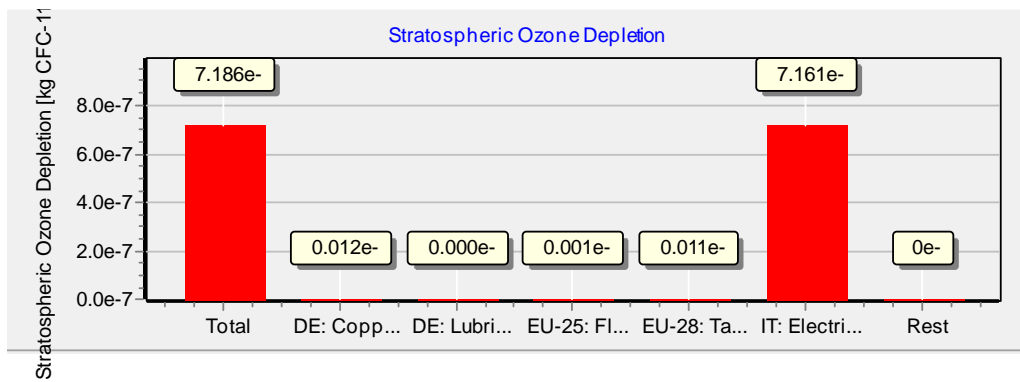 Stratospheric Ozone Depletion
Stratospheric Ozone Depletion [kg CFC-11
8.0e-7
6.0e-7
4.0e-7
2.0e-7
0.0e-7
7.186e-
0.012e-
0.000e-
0.001e-
0.011e-
7.161e-
0e-
Total
DE: Copp...
DE: Lubri...
EU-25: Fl...
EU-28: Ta...
IT: Electri...
Rest